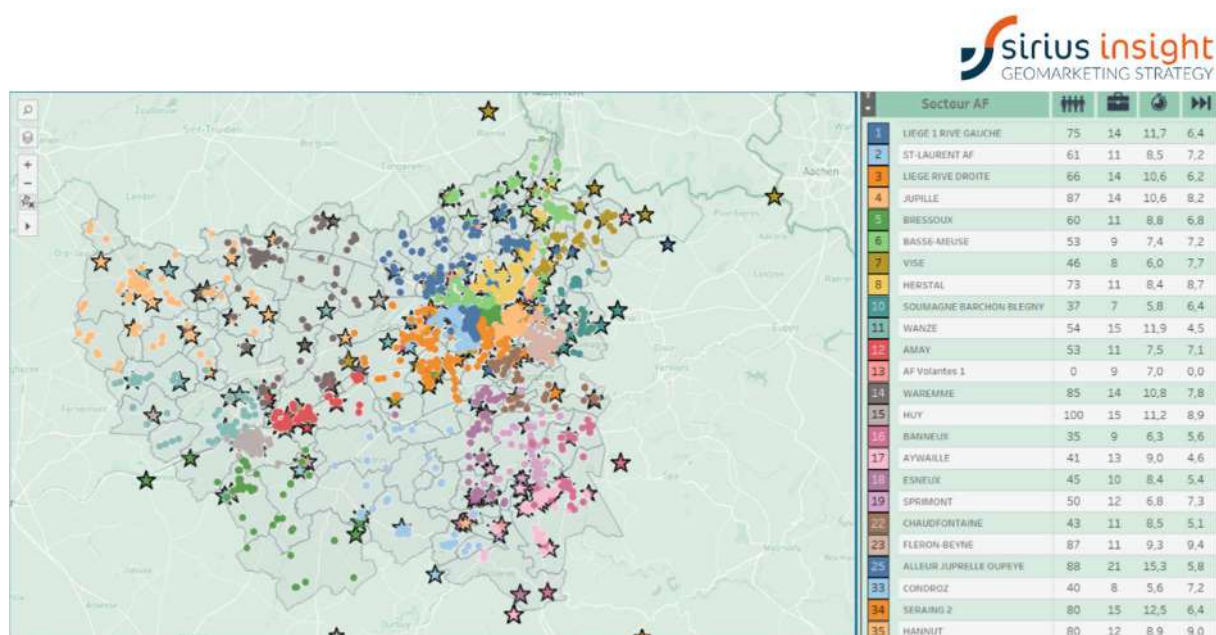 sirius insight
GEOMARKETING STRATEGY
Secteur AF
1 LIEGE 1 RIVE GAUCHE 75 14 11,7 6,4
2 ST-LAURENT AF 61 11 8,5 7,2
3 LIEGE RIVE DROITE 66 14 10,6 6,2
4 JUPILLE 87 14 10,6 8,2
5 BRESSOUX 60 11 8,8 6,8
6 BASSE-MEUSE 53 9 7,4 7,2
7 VISE 46 8 6,0 7,7
8 HERSTAL 73 11 8,4 8,7
10 SOUMAGNE BARCHON BLEGNY 37 7 5,8 6,4
11 WANZE 54 15 11,9 4,5
12 AMAY 53 11 7,5 7,1
13 AF Volantes 1 0 9 7,0 0,0
14 WAREMME 85 14 10,8 7,8
15 HUY 100 15 11,2 8,9
16 BANNEUX 35 9 6,3 5,6
17 AYWAILLE 41 13 9,0 4,6
18 ESNEUX 45 10 8,4 5,4
19 SPRIMONT 50 12 6,8 7,3
22 CHAUDFONTAINE 43 11 8,5 5,1
23 FLERON-BEYNE 87 11 9,3 9,4
25 ALLEUR JUPRELLE OUPEYE 88 21 15,3 5,8
33 CONDROZ 40 8 5,6 7,2
34 SERAING 2 80 15 12,5 6,4
35 HANNUT 80 12 8,9 9,0
Aachen
Eupen